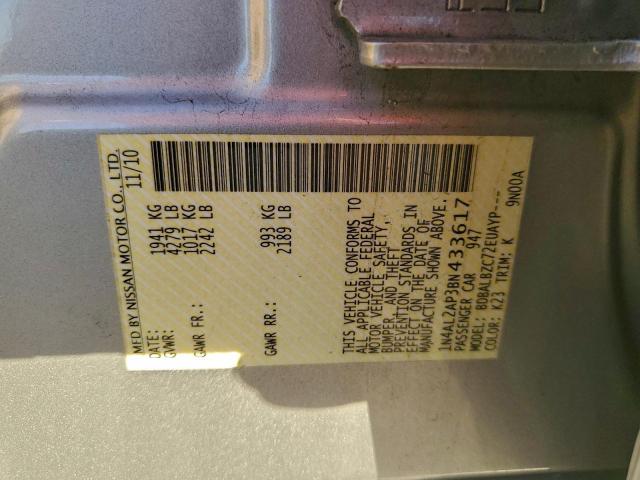 MFD BY NISSAN MOTOR CO., LTD.
DATE: 11/10
GVWR: 1941 KG
4279 LB
GAWR FR: 1017 KG
2242 LB
GAWR RR: 993 KG
2189 LB
THIS VEHICLE CONFORMS TO
ALL APPLICABLE FEDERAL
MOTOR VEHICLE SAFETY,
BUMPER, AND THEFT
PREVENTION STANDARDS IN
EFFECT ON THE DATE OF
MANUFACTURE SHOWN ABOVE.
1N4AL2AP3BN433617
PASSENGER CAR 947
MODEL: BDBALBZC72EUAYP---
COLOR: K23 TRIM: K 9N00A